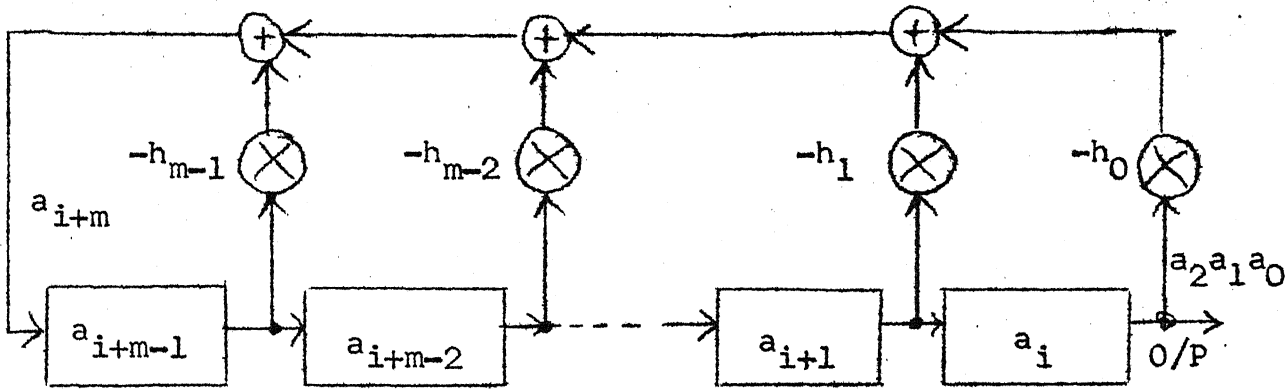 + + +
-h_{m-1} × -h_{m-2} × -h_1 × -h_0 ×
a_{i+m}
a_2a_1a_0
a_{i+m-1} a_{i+m-2} a_{i+1} a_i
O/P